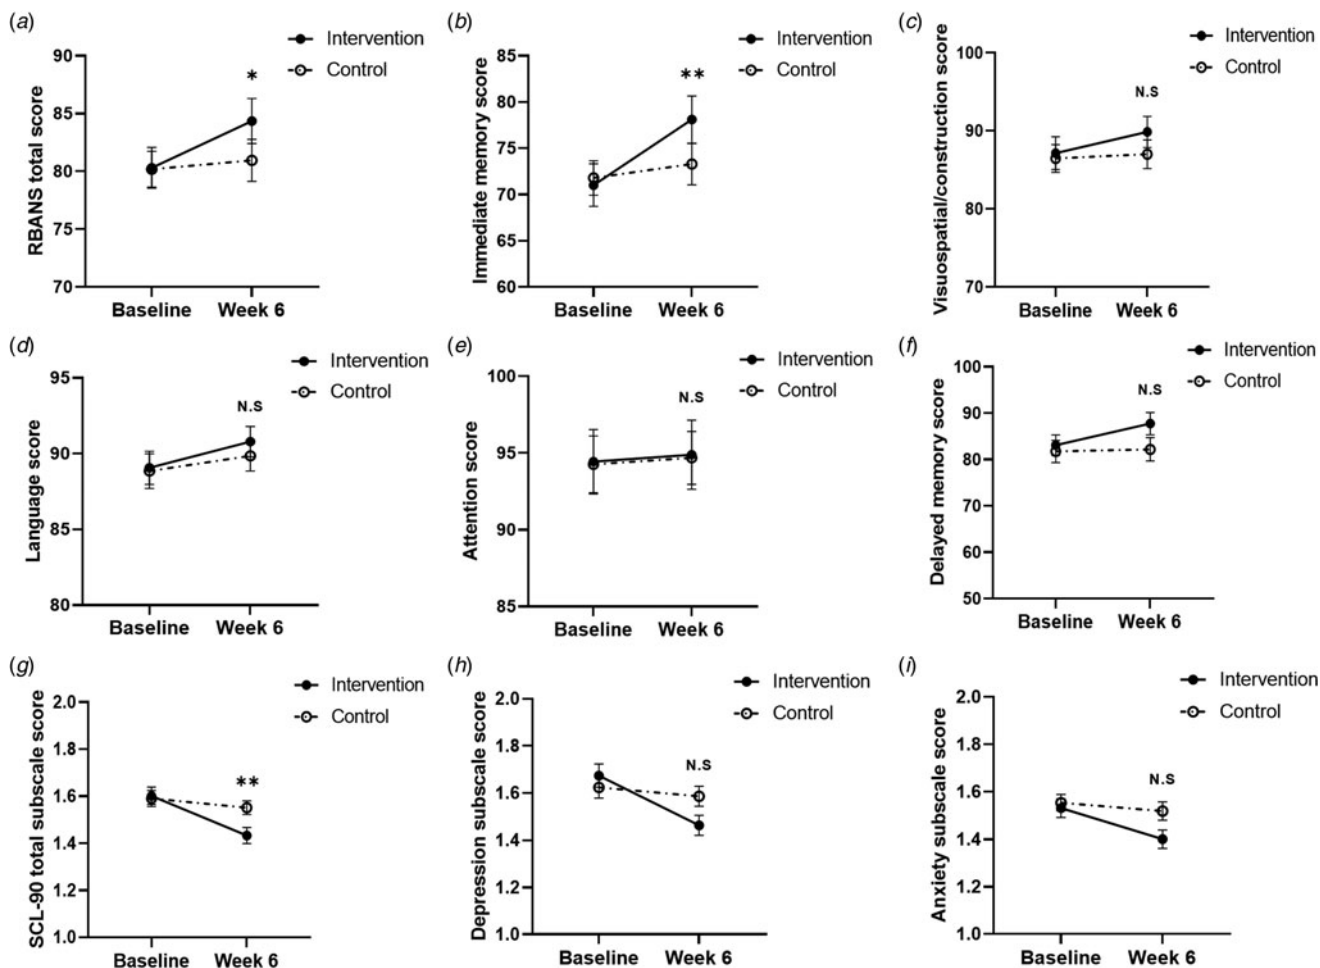 (a)
RBANS total score
90
85
80
75
70
Baseline
Week 6
*
Intervention
Control
(b)
Immediate memory score
85
80
75
70
65
60
Baseline
Week 6
**
Intervention
Control
(c)
Visuospatial/construction score
100
90
80
70
Baseline
Week 6
N.S
Intervention
Control
(d)
Language score
95
90
85
80
Baseline
Week 6
N.S
Intervention
Control
(e)
Attention score
100
95
90
85
Baseline
Week 6
N.S
Intervention
Control
(f)
Delayed memory score
100
90
80
70
60
50
Baseline
Week 6
N.S
Intervention
Control
(g)
SCL-90 total subscale score
2.0
1.8
1.6
1.4
1.2
1.0
Baseline
Week 6
**
Intervention
Control
(h)
Depression subscale score
2.0
1.8
1.6
1.4
1.2
1.0
Baseline
Week 6
N.S
Intervention
Control
(i)
Anxiety subscale score
2.0
1.8
1.6
1.4
1.2
1.0
Baseline
Week 6
N.S
Intervention
Control